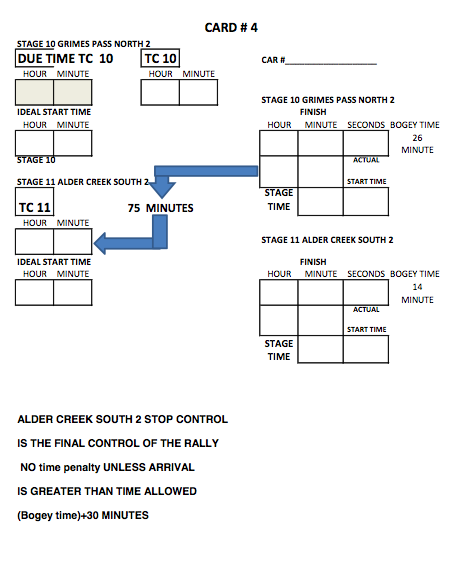 CARD # 4
STAGE 10 GRIMES PASS NORTH 2
DUE TIME TC 10
TC 10
HOUR MINUTE
HOUR MINUTE
IDEAL START TIME
HOUR MINUTE
STAGE 10
STAGE 11 ALDER CREEK SOUTH 2
TC 11
75 MINUTES
HOUR MINUTE
IDEAL START TIME
HOUR MINUTE
CAR #___________________
STAGE 10 GRIMES PASS NORTH 2
FINISH
HOUR MINUTE SECONDS BOGEY TIME
26
MINUTE
ACTUAL
START TIME
STAGE
TIME
STAGE 11 ALDER CREEK SOUTH 2
FINISH
HOUR MINUTE SECONDS BOGEY TIME
14
MINUTE
ACTUAL
START TIME
STAGE
TIME
ALDER CREEK SOUTH 2 STOP CONTROL
IS THE FINAL CONTROL OF THE RALLY
NO time penalty UNLESS ARRIVAL
IS GREATER THAN TIME ALLOWED
(Bogey time)+30 MINUTES